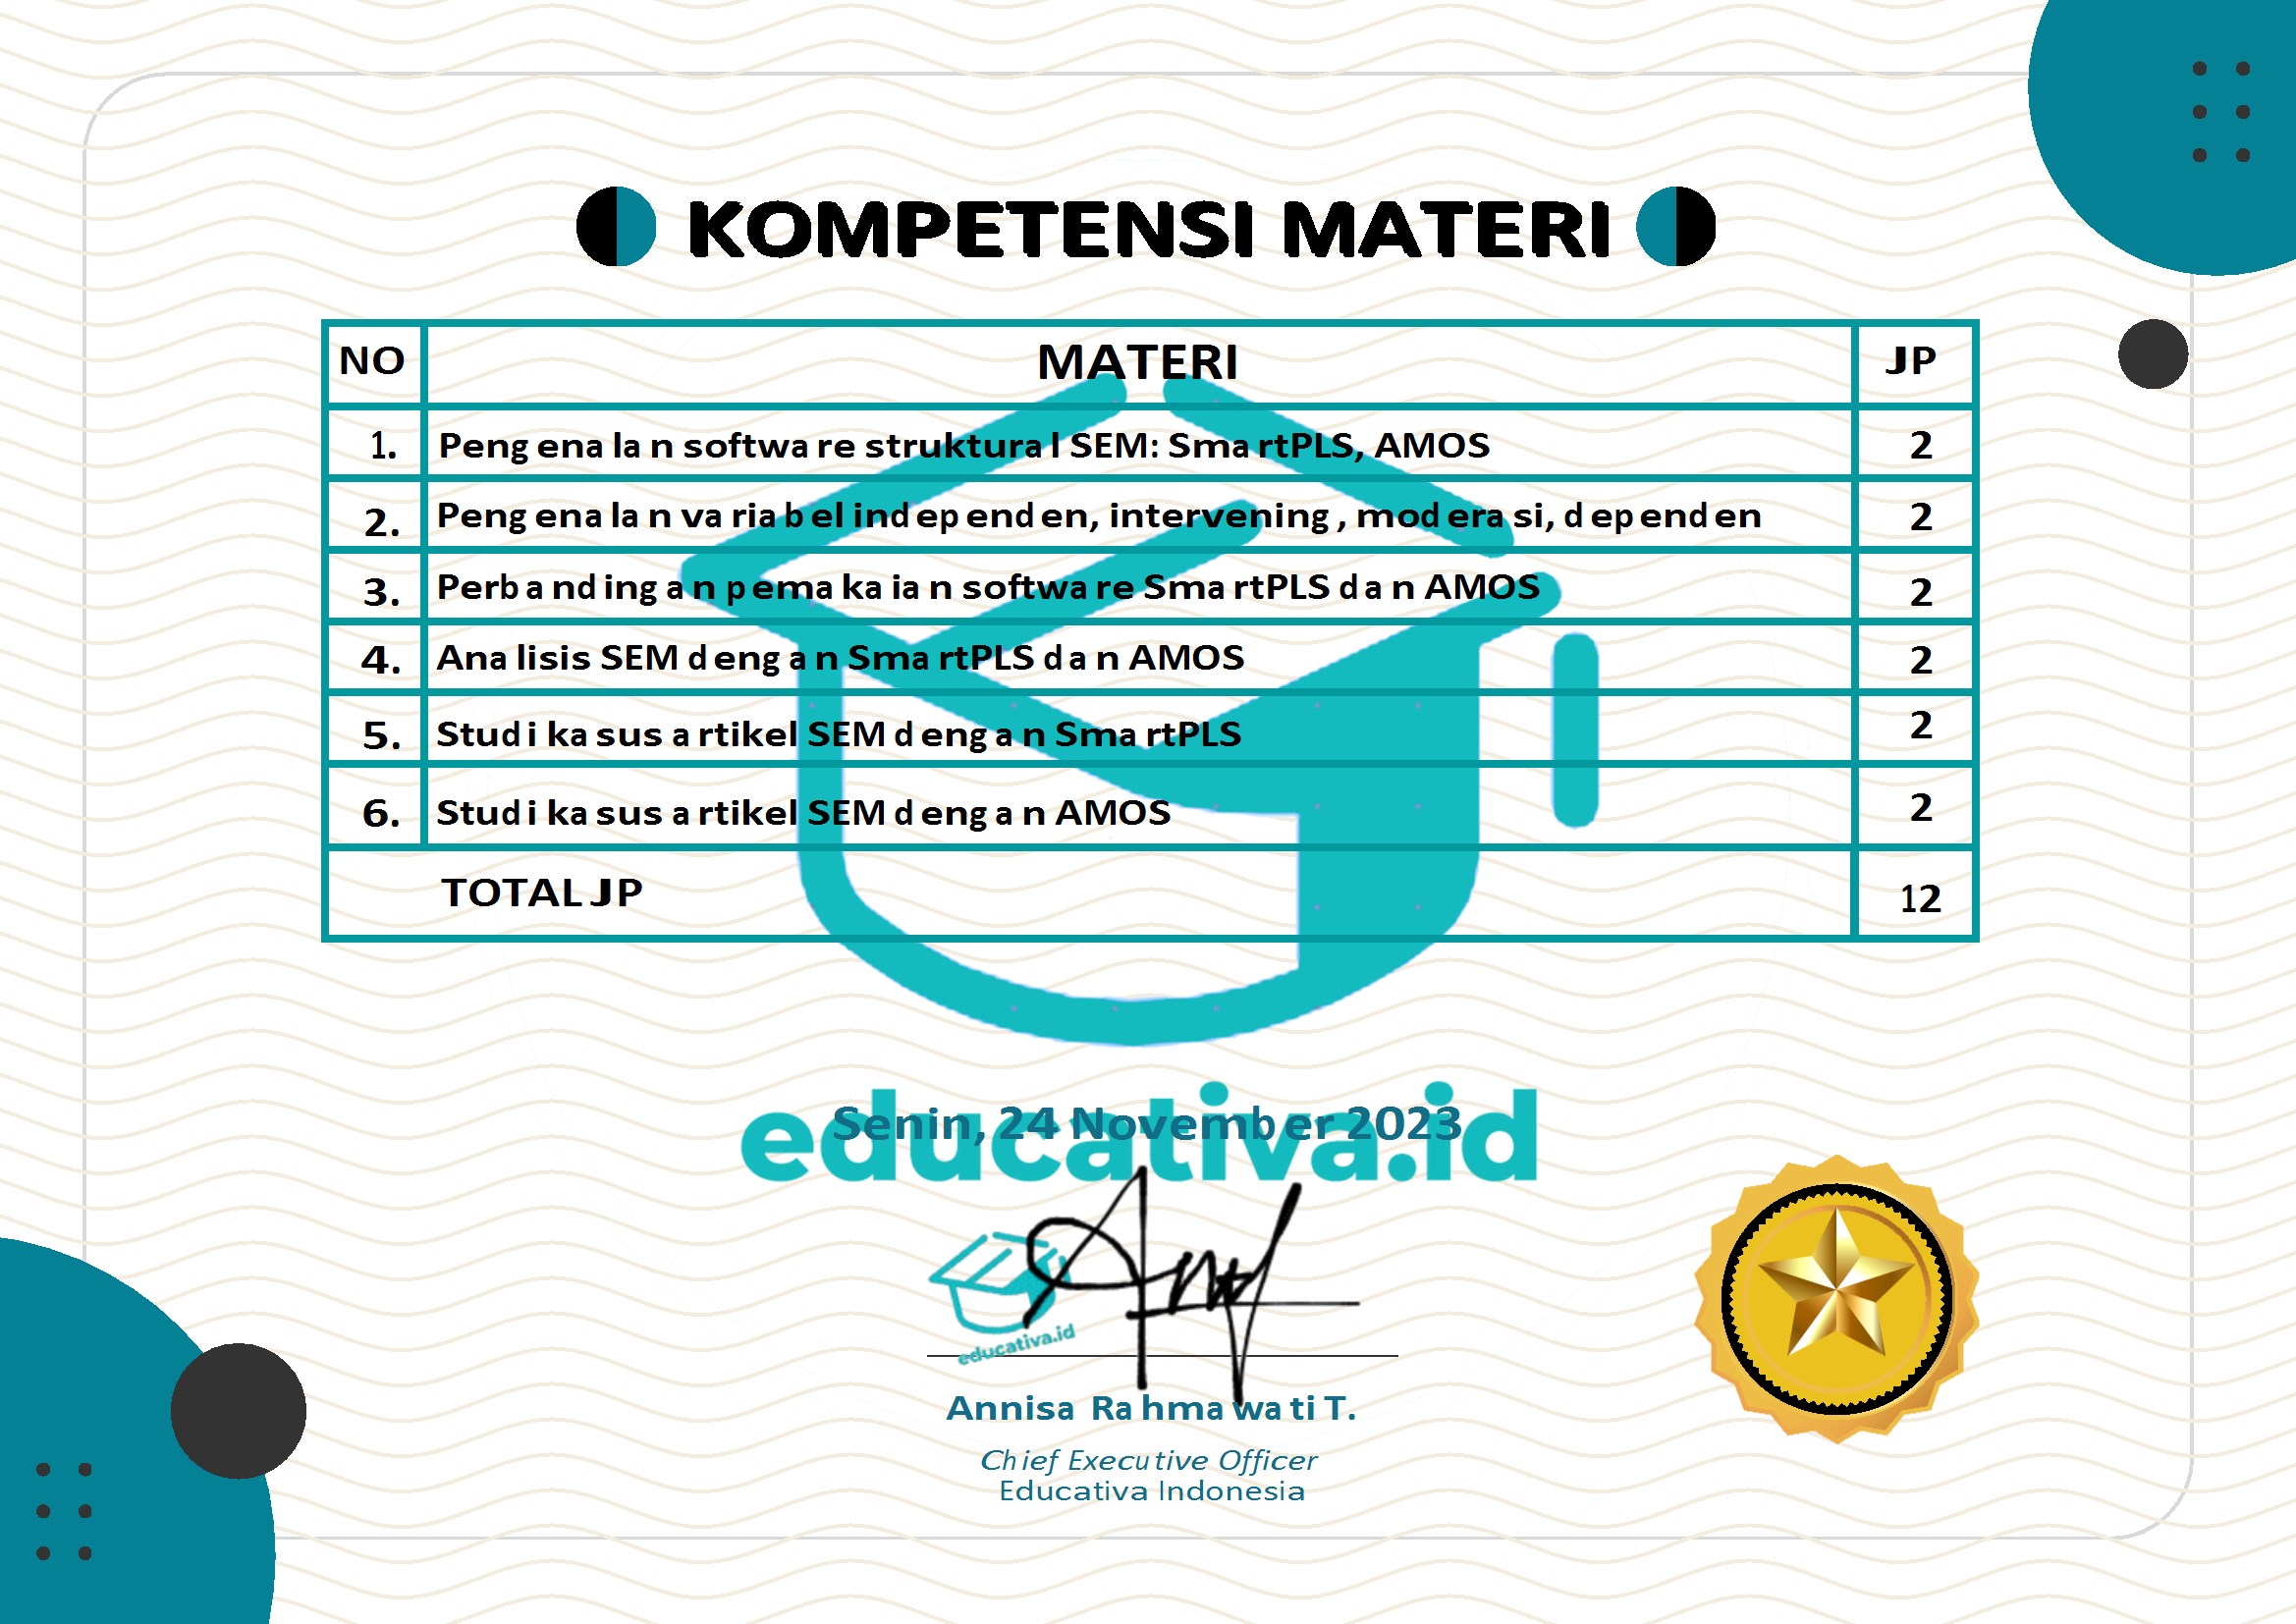 KOMPETENSI MATERI
NO MATERI JP
1. Pengenalan software struktural SEM: SmartPLS, AMOS 2
2. Pengenalan variabel independen, intervening, moderasi, dependen 2
3. Perbandingan pemakaian software SmartPLS dan AMOS 2
4. Analisis SEM dengan SmartPLS dan AMOS 2
5. Studi kasus artikel SEM dengan SmartPLS 2
6. Studi kasus artikel SEM dengan AMOS 2
TOTAL JP 12
educativa.id
Senin, 24 November 2023
educativa.id
Annisa Rahmawati T.
Chief Executive Officer
Educativa Indonesia